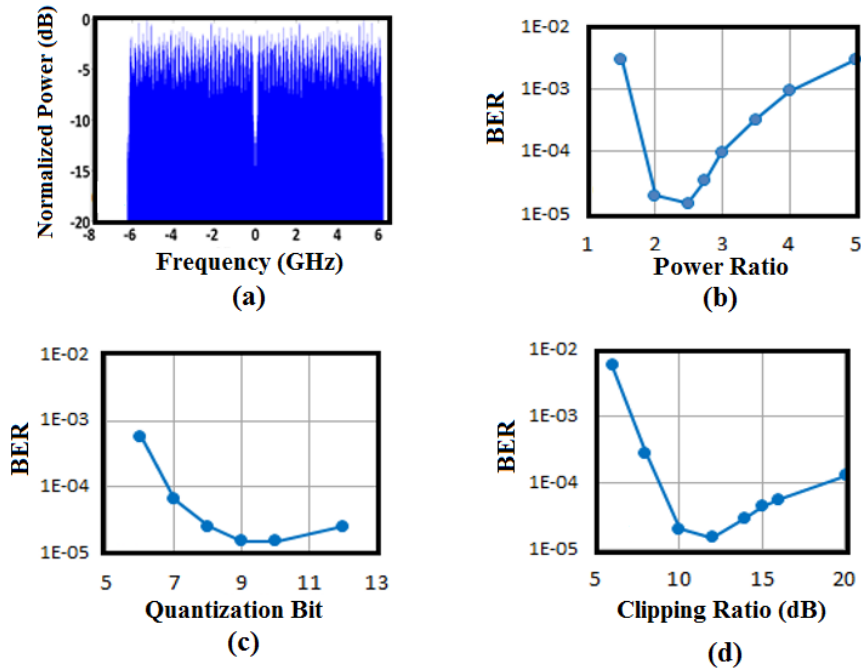 Normalized Power (dB)
0
-5
-10
-15
-20
-8 -6 -4 -2 0 2 4 6
Frequency (GHz)
(a)
BER
1E-02
1E-03
1E-04
1E-05
1 2 3 4 5
Power Ratio
(b)
BER
1E-02
1E-03
1E-04
1E-05
5 7 9 11 13
Quantization Bit
(c)
BER
1E-02
1E-03
1E-04
1E-05
5 10 15 20
Clipping Ratio (dB)
(d)